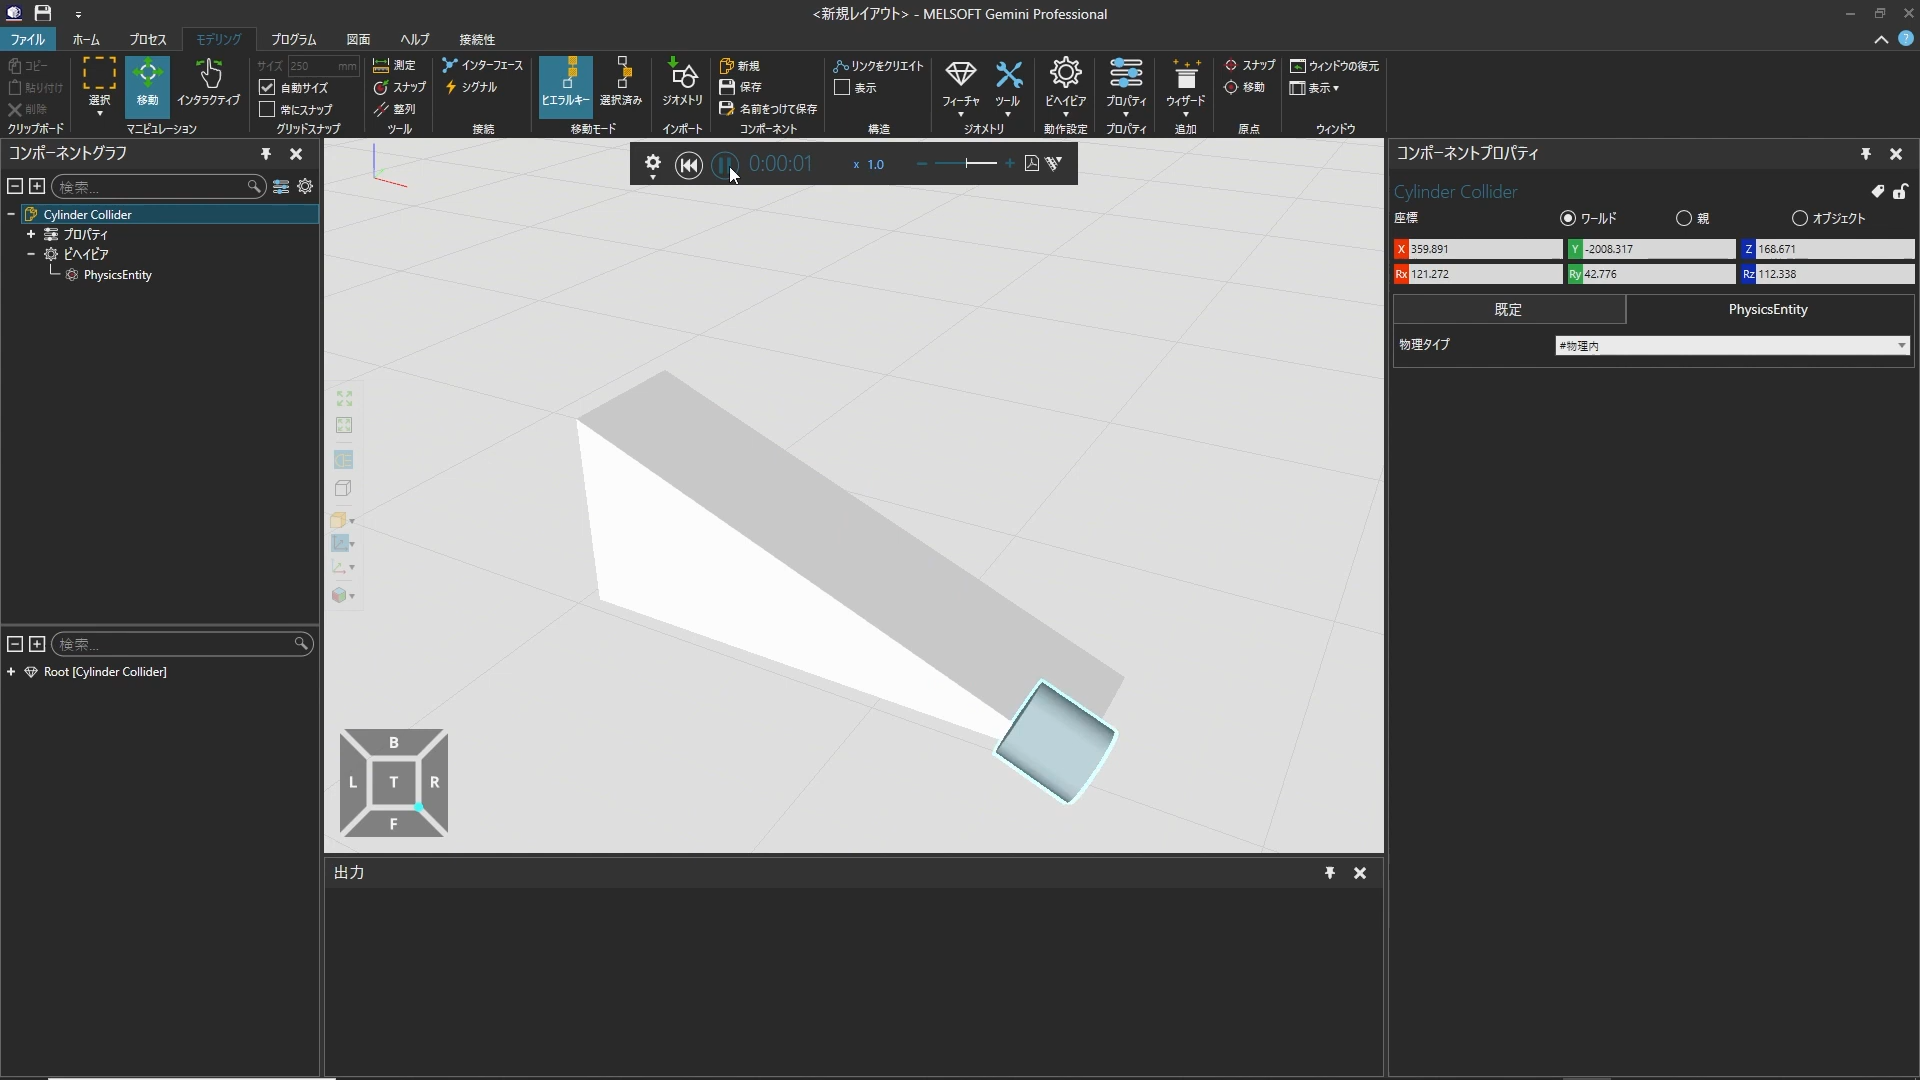 <新規レイアウト> - MELSOFT Gemini Professional
ファイル ホーム プロセス モデリング プログラム 図面 ヘルプ 接続性
コピー
貼り付け
削除
クリップボード
選択 移動 インタラクティブ
マニピュレーション
サイズ 250 mm
自動サイズ
常にスナップ
グリッドスナップ
測定
スナップ
整列
ツール
インターフェース
シグナル
接続
ヒエラルキー 選択済み
移動モード
ジオメトリ
インポート
新規
保存
名前をつけて保存
コンポーネント
リンクをクリエイト
表示
構造
フィーチャ ツール
ジオメトリ
ビヘイビア
動作設定
プロパティ
プロパティ
ウィザード
追加
スナップ
移動
原点
ウィンドウの復元
表示
ウィンドウ
コンポーネントグラフ
検索...
Cylinder Collider
プロパティ
ビヘイビア
PhysicsEntity
検索...
Root [Cylinder Collider]
0:00:01 x 1.0
B
L T R
F
出力
コンポーネントプロパティ
Cylinder Collider
座標 ワールド 親 オブジェクト
X 359.891 Y -2008.317 Z 168.671
Rx 121.272 Ry 42.776 Rz 112.338
既定 PhysicsEntity
物理タイプ #物理内